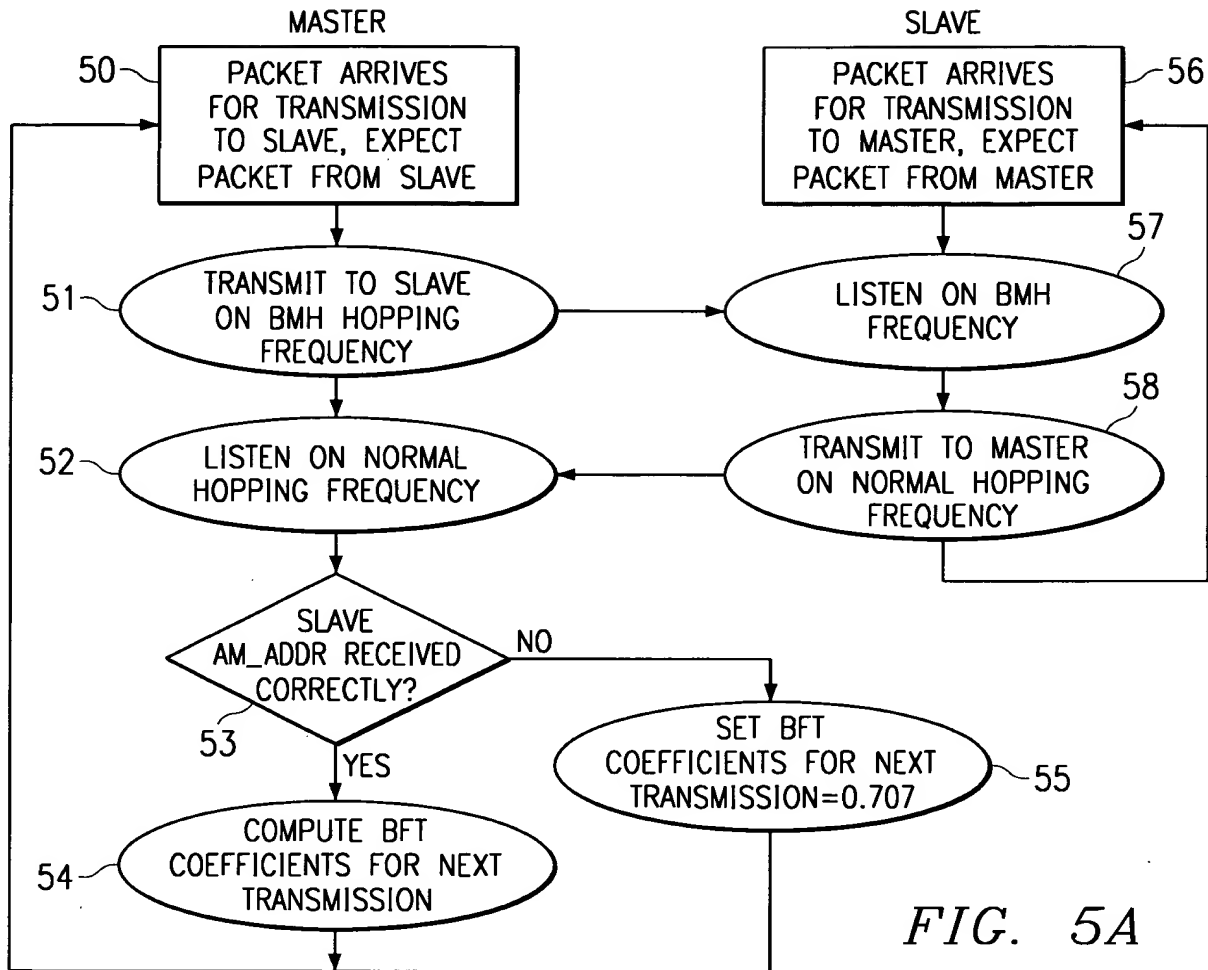 MASTER
50
PACKET ARRIVES
FOR TRANSMISSION
TO SLAVE, EXPECT
PACKET FROM SLAVE
SLAVE
56
PACKET ARRIVES
FOR TRANSMISSION
TO MASTER, EXPECT
PACKET FROM MASTER
51
TRANSMIT TO SLAVE
ON BMH HOPPING
FREQUENCY
57
LISTEN ON BMH
FREQUENCY
52
LISTEN ON NORMAL
HOPPING FREQUENCY
58
TRANSMIT TO MASTER
ON NORMAL HOPPING
FREQUENCY
SLAVE
AM_ADDR RECEIVED
CORRECTLY?
NO
53
YES
SET BFT
COEFFICIENTS FOR NEXT
TRANSMISSION=0.707
55
54
COMPUTE BFT
COEFFICIENTS FOR NEXT
TRANSMISSION
FIG. 5A